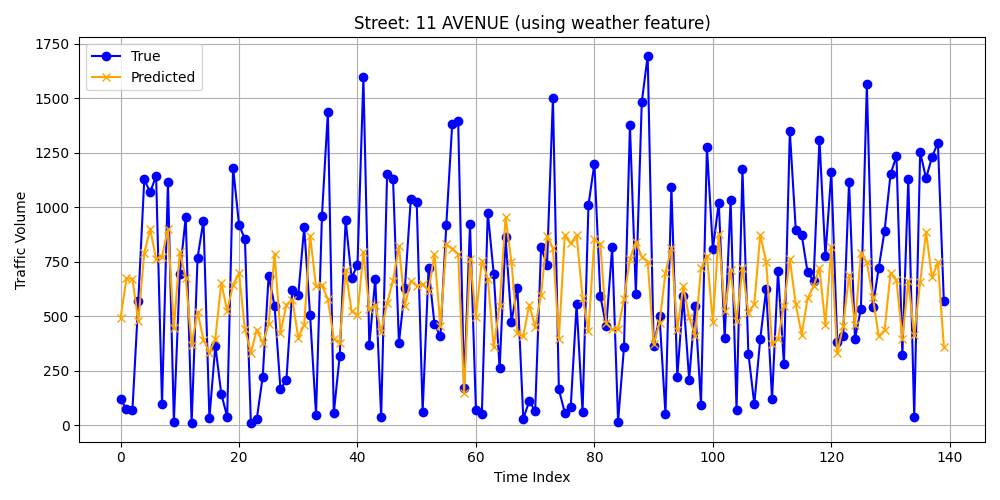 Street: 11 AVENUE (using weather feature)
True
Predicted
Traffic Volume
1750
1500
1250
1000
750
500
250
0
0 20 40 60 80 100 120 140
Time Index